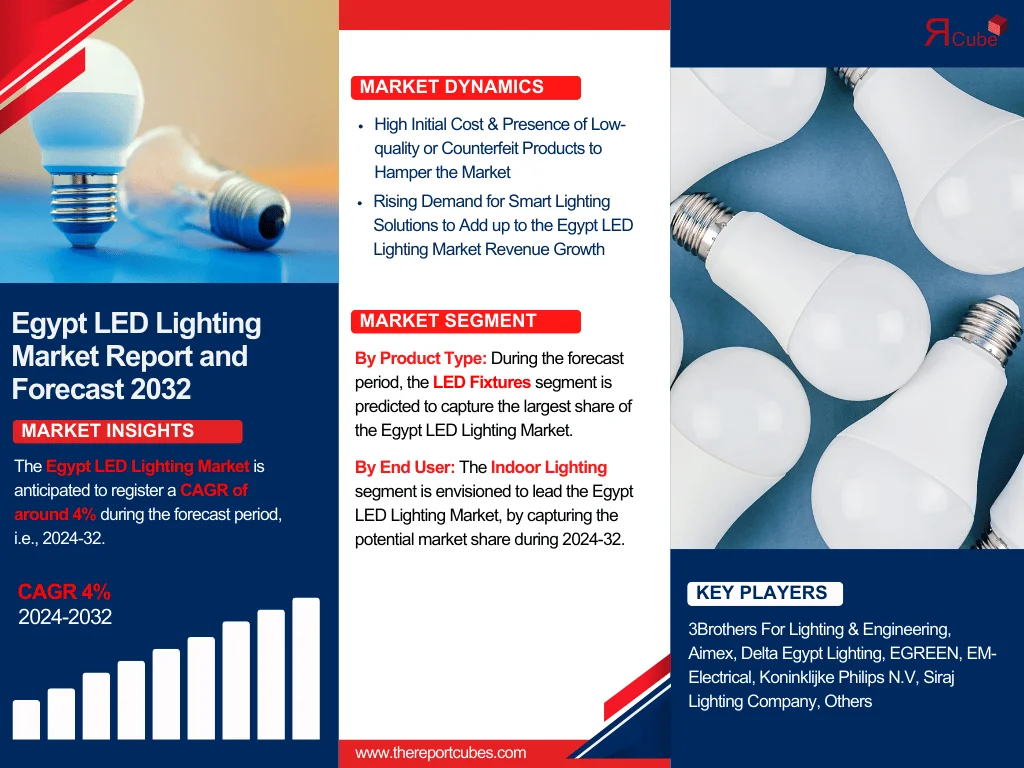 Egypt LED Lighting
Market Report and
Forecast 2032
MARKET INSIGHTS
The Egypt LED Lighting Market is
anticipated to register a CAGR of
around 4% during the forecast period,
i.e., 2024-32.
CAGR 4%
2024-2032
MARKET DYNAMICS
• High Initial Cost & Presence of Low-
quality or Counterfeit Products to
Hamper the Market
• Rising Demand for Smart Lighting
Solutions to Add up to the Egypt LED
Lighting Market Revenue Growth
MARKET SEGMENT
By Product Type: During the forecast
period, the LED Fixtures segment is
predicted to capture the largest share of
the Egypt LED Lighting Market.
By End User: The Indoor Lighting
segment is envisioned to lead the Egypt
LED Lighting Market, by capturing the
potential market share during 2024-32.
www.thereportcubes.com
ЯCube
KEY PLAYERS
3Brothers For Lighting & Engineering,
Aimex, Delta Egypt Lighting, EGREEN, EM-
Electrical, Koninklijke Philips N.V, Siraj
Lighting Company, Others